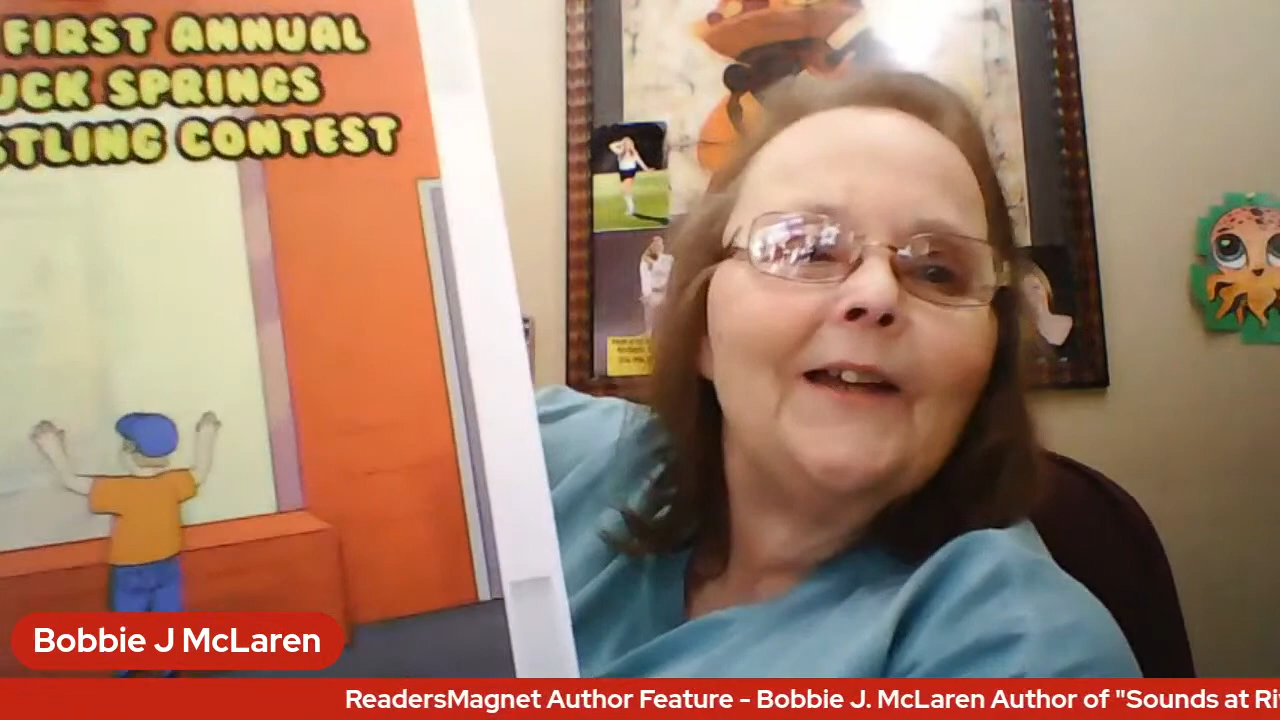 FIRST ANNUAL
UCK SPRINGS
STLING CONTEST
Bobbie J McLaren
ReadersMagnet Author Feature - Bobbie J. McLaren Author of "Sounds at Ri